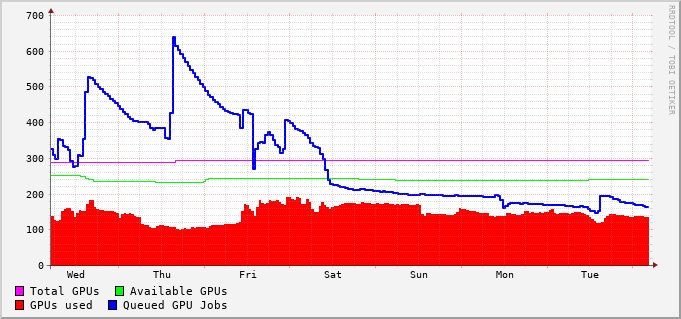 700
600
500
400
300
200
100
0
Wed Thu Fri Sat Sun Mon Tue
Total GPUs Available GPUs
GPUs used Queued GPU Jobs
RRDTOOL / TOBI OETIKER